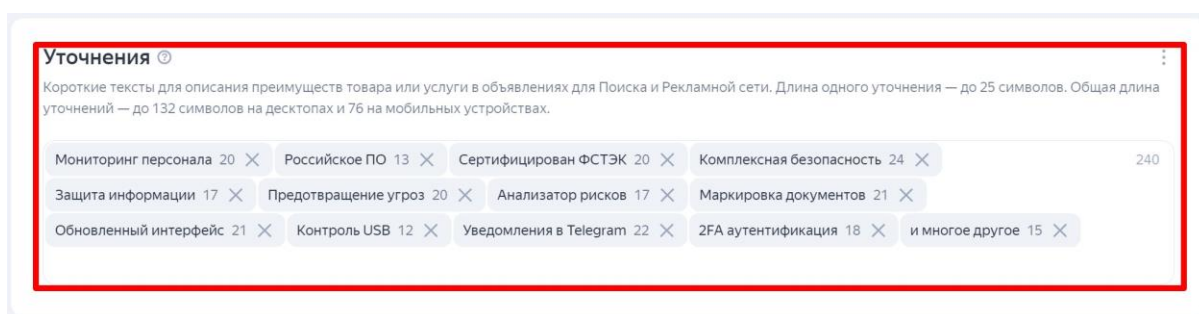 Уточнения
Короткие тексты для описания преимуществ товара или услуги в объявлениях для Поиска и Рекламной сети. Длина одного уточнения — до 25 символов. Общая длина
уточнений — до 132 символов на десктопах и 76 на мобильных устройствах.
Мониторинг персонала 20 Российское ПО 13 Сертифицирован ФСТЭК 20 Комплексная безопасность 24 240
Защита информации 17 Предотвращение угроз 20 Анализатор рисков 17 Маркировка документов 21
Обновленный интерфейс 21 Контроль USB 12 Уведомления в Telegram 22 2FA аутентификация 18 и многое другое 15